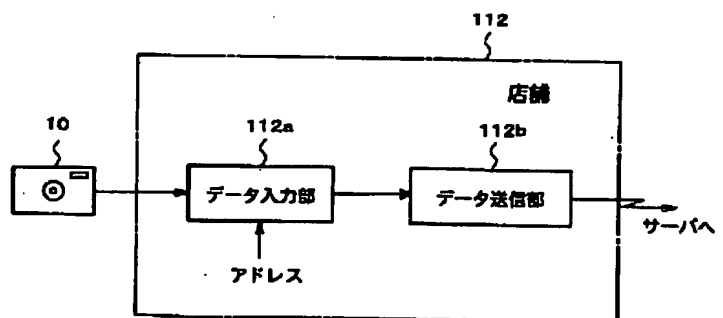 112
店舗
10
112a
112b
データ入力部
データ送信部
サーバへ
アドレス